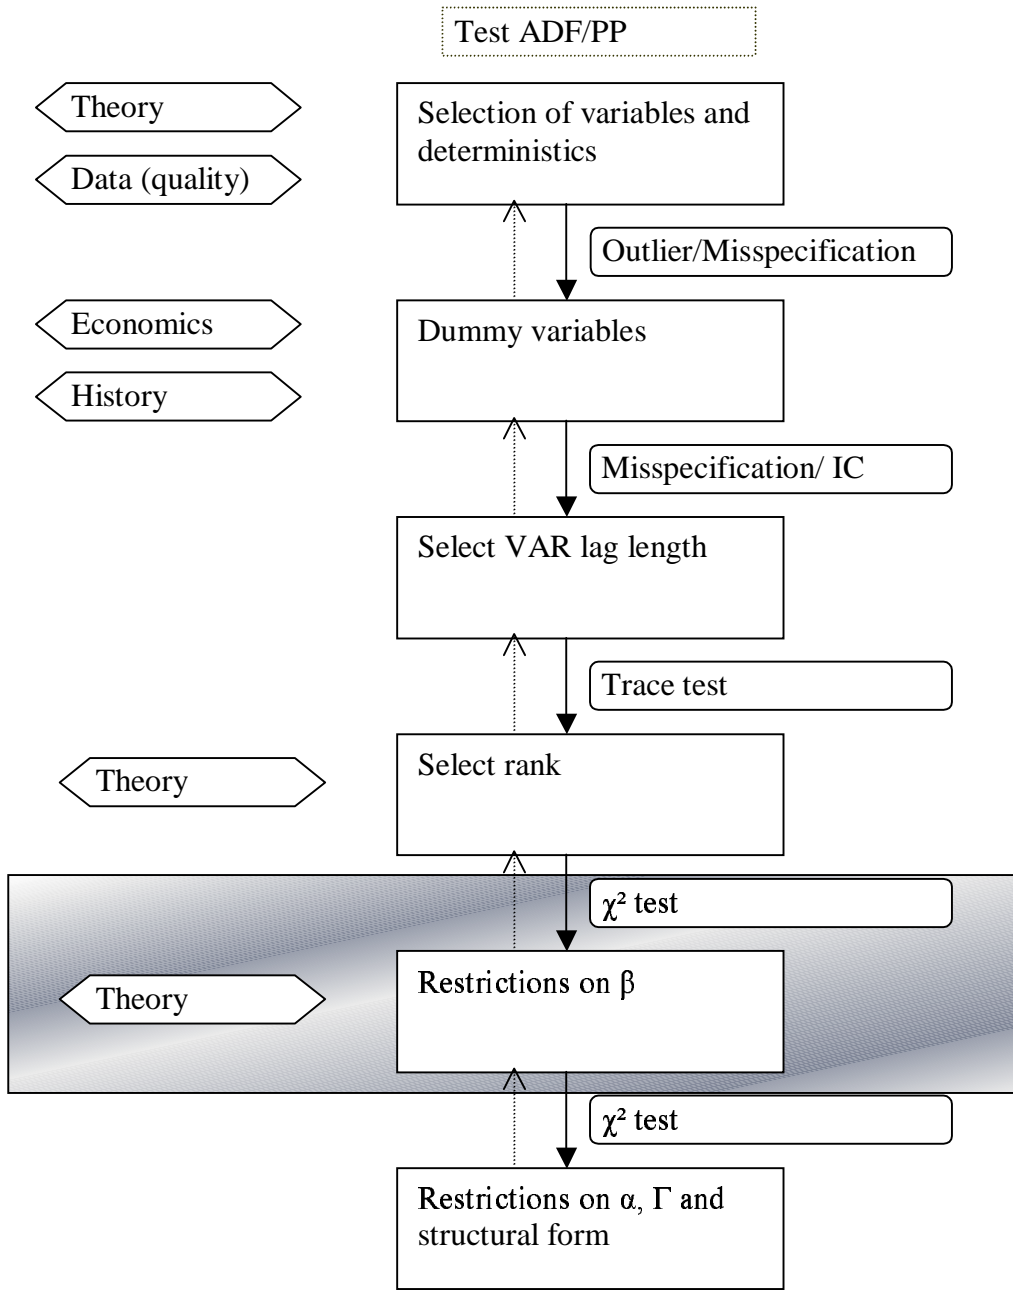 Test ADF/PP
Theory
Selection of variables and
deterministics
Data (quality)
Outlier/Misspecification
Economics
Dummy variables
History
Misspecification/ IC
Select VAR lag length
Trace test
Select rank
Theory
χ² test
Restrictions on β
Theory
χ² test
Restrictions on α, Γ and
structural form